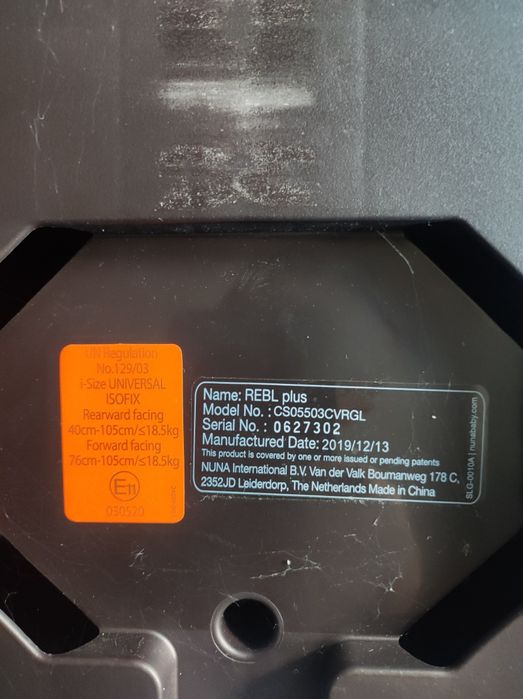 UN Regulation
No.129/03
i-Size UNIVERSAL
ISOFIX
Rearward facing
40cm-105cm/≤18.5kg
Forward facing
76cm-105cm/≤18.5kg
E11
030520
Name: REBL plus
Model No. : CS05503CVRGL
Serial No. : 0627302
Manufactured Date: 2019/12/13
This product is covered by one or more issued or pending patents
NUNA International B.V. Van der Valk Boumanweg 178 C,
2352JD Leiderdorp, The Netherlands Made in China
SLG-0010A | nunababy.com